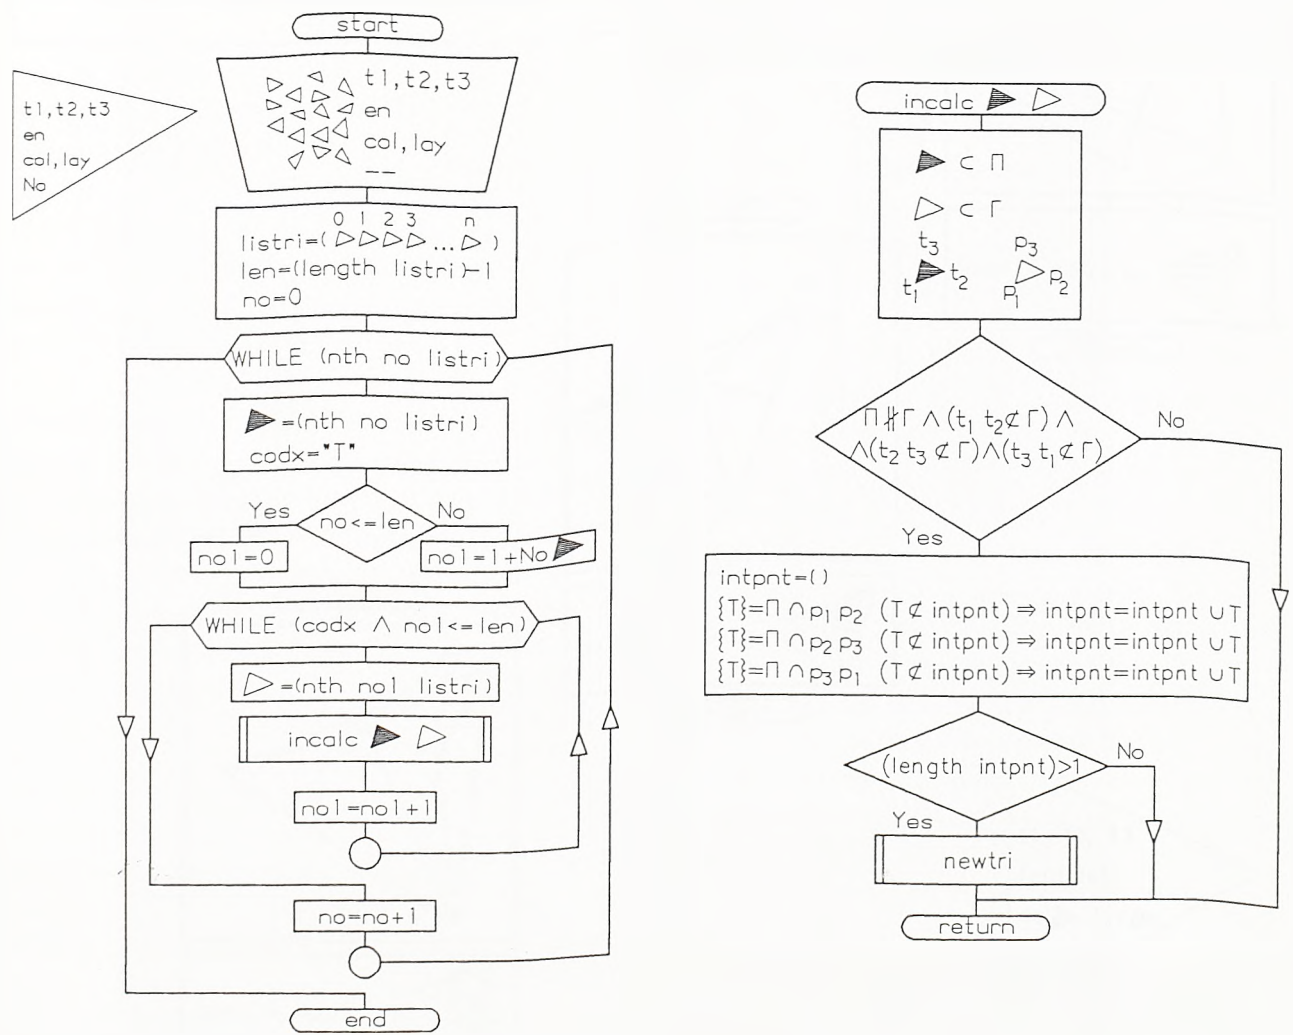 start
t1,t2,t3
en
col,lay
No
t1,t2,t3
en
col,lay
--
0 1 2 3 n
listri=( ... )
len=(length listri)-1
no=0
WHILE (nth no listri)
=(nth no listri)
codx="T"
Yes
no<=len
No
no1=0
no1=1+No
WHILE (codx ∧ no1<=len)
=(nth no1 listri)
incalc
no1=no1+1
no=no+1
end
incalc
⊂ Π
⊂ Γ
t₃ p₃
t₁ t₂ p₁ p₂
Π ∦ Γ ∧ (t₁ t₂ ⊄ Γ) ∧
∧(t₂ t₃ ⊄ Γ)∧(t₃ t₁ ⊄ Γ)
No
Yes
intpnt=()
{T}=Π ∩ p₁ p₂ (T ⊄ intpnt) ⇒ intpnt=intpnt ∪ T
{T}=Π ∩ p₂ p₃ (T ⊄ intpnt) ⇒ intpnt=intpnt ∪ T
{T}=Π ∩ p₃ p₁ (T ⊄ intpnt) ⇒ intpnt=intpnt ∪ T
(length intpnt)>1
No
Yes
newtri
return